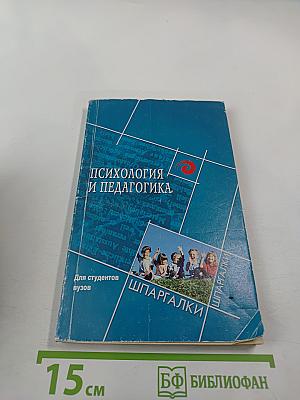 ПСИХОЛОГИЯ
И ПЕДАГОГИКА
Для студентов
вузов
ШПАРГАЛКИ
ШПАРГАЛКИ
15 см
БФ БИБЛИОФАН